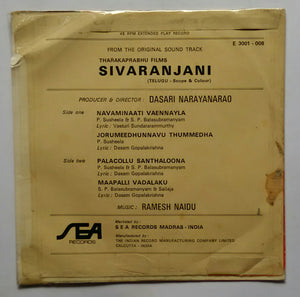 45 RPM EXTENDED PLAY RECORD
E 3001 - 008
FROM THE ORIGINAL SOUND TRACK
THARAKAPRABHU FILMS
SIVARANJANI
(TELUGU - Scope & Colour)
PRODUCER & DIRECTOR: DASARI NARAYANARAO
Side one NAVAMINAATI VAENNAYLA
P. Susheela & S. P. Balasubramanyam
Lyric: Veeturi Sundararammurthy
JORUMEEDHUNNAVU THUMMEDHA
P. Susheela
Lyric: Dasam Gopalakrishna
Side two PALACOLLU SANTHALOONA
S. P. Balasubramanyam
Lyric: Dasam Gopalakrishna
MAAPALLI VADALAKU
S. P. Balasubramanyam & Sailaja
Lyric: Dasam Gopalakrishna
MUSIC: RAMESH NAIDU
SEA
RECORDS
Marketed by:
SEA RECORDS MADRAS - INDIA
Manufactured by:
THE INDIAN RECORD MANUFACTURING COMPANY LIMITED
CALCUTTA - INDIA